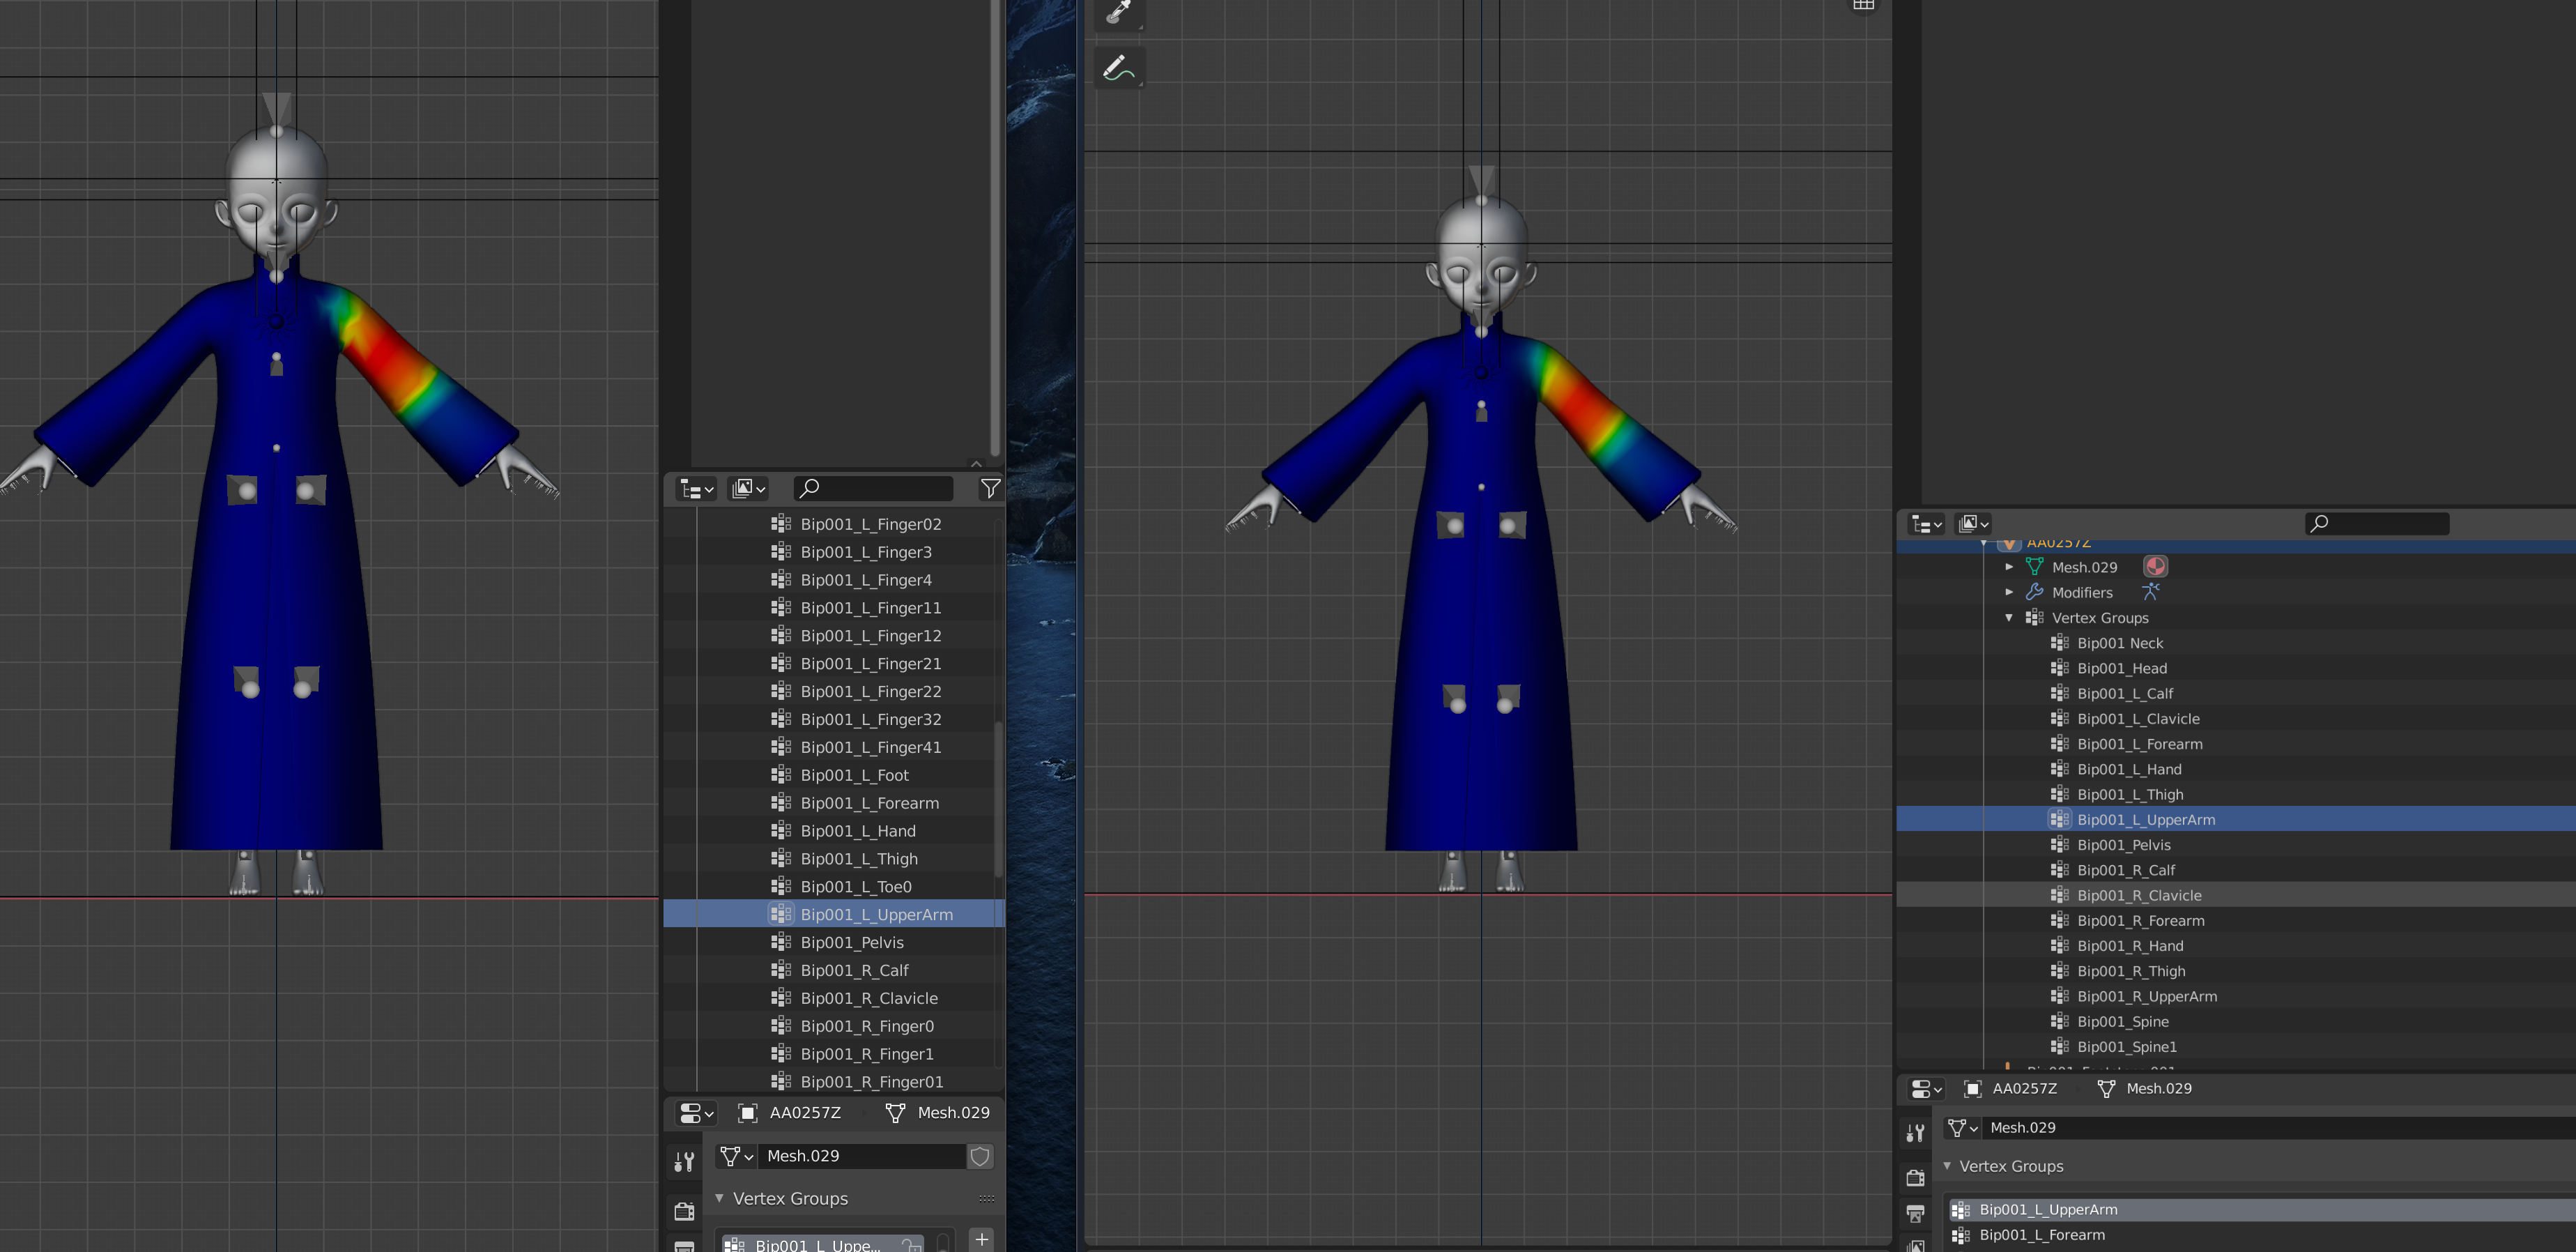 Bip001_L_Finger02
Bip001_L_Finger3
Bip001_L_Finger4
Bip001_L_Finger11
Bip001_L_Finger12
Bip001_L_Finger21
Bip001_L_Finger22
Bip001_L_Finger32
Bip001_L_Finger41
Bip001_L_Foot
Bip001_L_Forearm
Bip001_L_Hand
Bip001_L_Thigh
Bip001_L_Toe0
Bip001_L_UpperArm
Bip001_Pelvis
Bip001_R_Calf
Bip001_R_Clavicle
Bip001_R_Finger0
Bip001_R_Finger1
Bip001_R_Finger01
AA0257Z Mesh.029
Mesh.029
Vertex Groups
Bip001_L_Uppe...
AA0257Z
Mesh.029
Modifiers
Vertex Groups
Bip001 Neck
Bip001_Head
Bip001_L_Calf
Bip001_L_Clavicle
Bip001_L_Forearm
Bip001_L_Hand
Bip001_L_Thigh
Bip001_L_UpperArm
Bip001_Pelvis
Bip001_R_Calf
Bip001_R_Clavicle
Bip001_R_Forearm
Bip001_R_Hand
Bip001_R_Thigh
Bip001_R_UpperArm
Bip001_Spine
Bip001_Spine1
AA0257Z Mesh.029
Mesh.029
Vertex Groups
Bip001_L_UpperArm
Bip001_L_Forearm